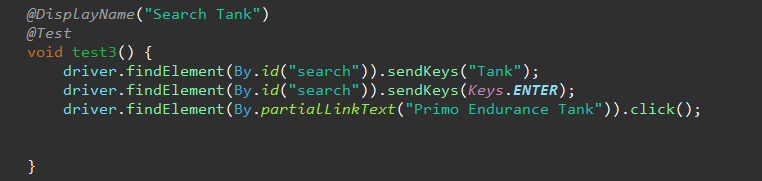 @DisplayName("Search Tank")
@Test
void test3() {
    driver.findElement(By.id("search")).sendKeys("Tank");
    driver.findElement(By.id("search")).sendKeys(Keys.ENTER);
    driver.findElement(By.partialLinkText("Primo Endurance Tank")).click();
}